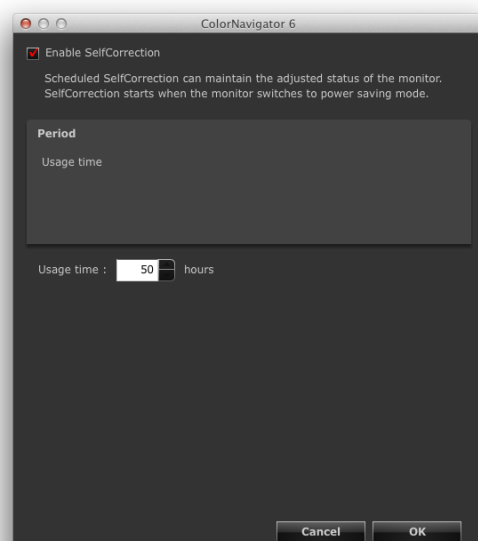 ColorNavigator 6
Enable SelfCorrection
Scheduled SelfCorrection can maintain the adjusted status of the monitor.
SelfCorrection starts when the monitor switches to power saving mode.
Period
Usage time
Usage time : 50 hours
Cancel OK